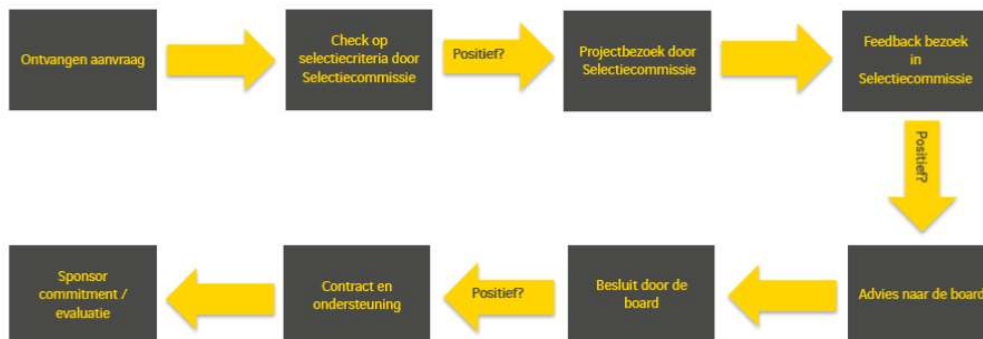 Ontvangen aanvraag
Check op
selectiecriteria door
Selectiecommissie
Positief?
Projectbezoek door
Selectiecommissie
Feedback bezoek
in
Selectiecommissie
Positief?
Advies naar de board
Besluit door de
board
Positief?
Contract en
ondersteuning
Sponsor
commitment /
evaluatie